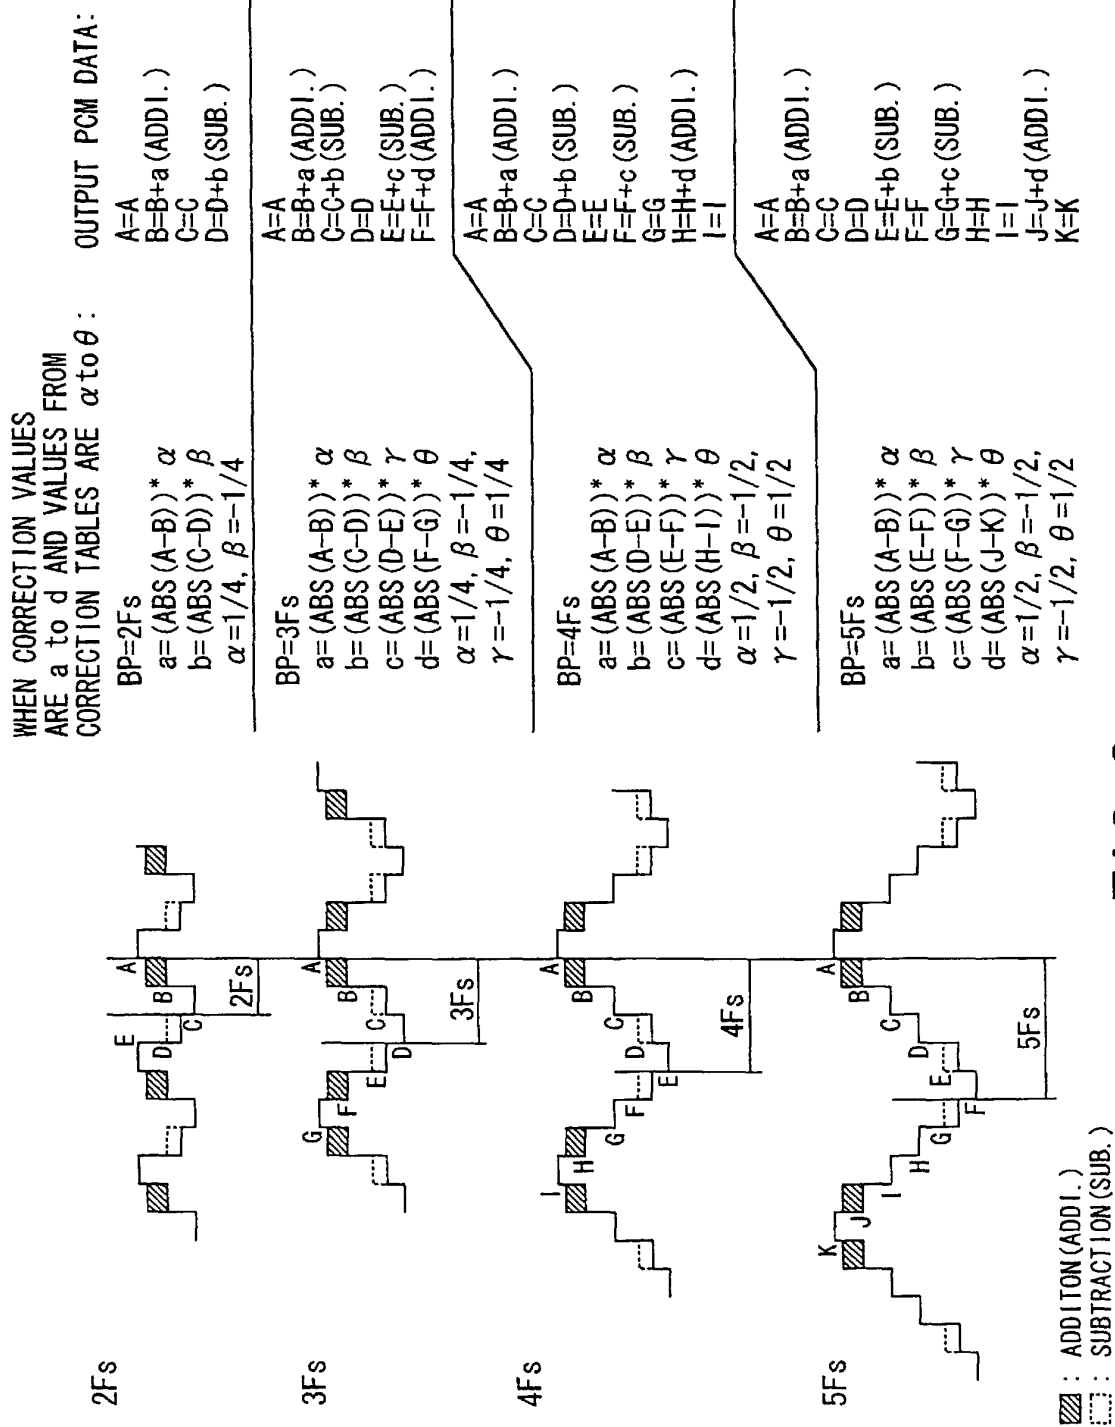 WHEN CORRECTION VALUES
ARE a to d AND VALUES FROM
CORRECTION TABLES ARE α to θ :
OUTPUT PCM DATA:
2Fs
A
B
C
D
E
2Fs
BP=2Fs
a=(ABS(A-B))* α
b=(ABS(C-D))* β
α=1/4, β=-1/4
A=A
B=B+a(ADDI.)
C=C
D=D+b(SUB.)
3Fs
A
B
C
D
E
F
G
3Fs
BP=3Fs
a=(ABS(A-B))* α
b=(ABS(C-D))* β
c=(ABS(D-E))* γ
d=(ABS(F-G))* θ
α=1/4, β=-1/4,
γ=-1/4, θ=1/4
A=A
B=B+a(ADDI.)
C=C+b(SUB.)
D=D
E=E+c(SUB.)
F=F+d(ADDI.)
4Fs
A
B
C
D
E
F
G
H
I
4Fs
BP=4Fs
a=(ABS(A-B))* α
b=(ABS(D-E))* β
c=(ABS(E-F))* γ
d=(ABS(H-I))* θ
α=1/2, β=-1/2,
γ=-1/2, θ=1/2
A=A
B=B+a(ADDI.)
C=C
D=D+b(SUB.)
E=E
F=F+c(SUB.)
G=G
H=H+d(ADDI.)
I=I
5Fs
A
B
C
D
E
F
G
H
I
J
K
5Fs
BP=5Fs
a=(ABS(A-B))* α
b=(ABS(E-F))* β
c=(ABS(F-G))* γ
d=(ABS(J-K))* θ
α=1/2, β=-1/2,
γ=-1/2, θ=1/2
A=A
B=B+a(ADDI.)
C=C
D=D
E=E+b(SUB.)
F=F
G=G+c(SUB.)
H=H
I=I
J=J+d(ADDI.)
K=K
: ADDITON(ADDI.)
: SUBTRACTION(SUB.)